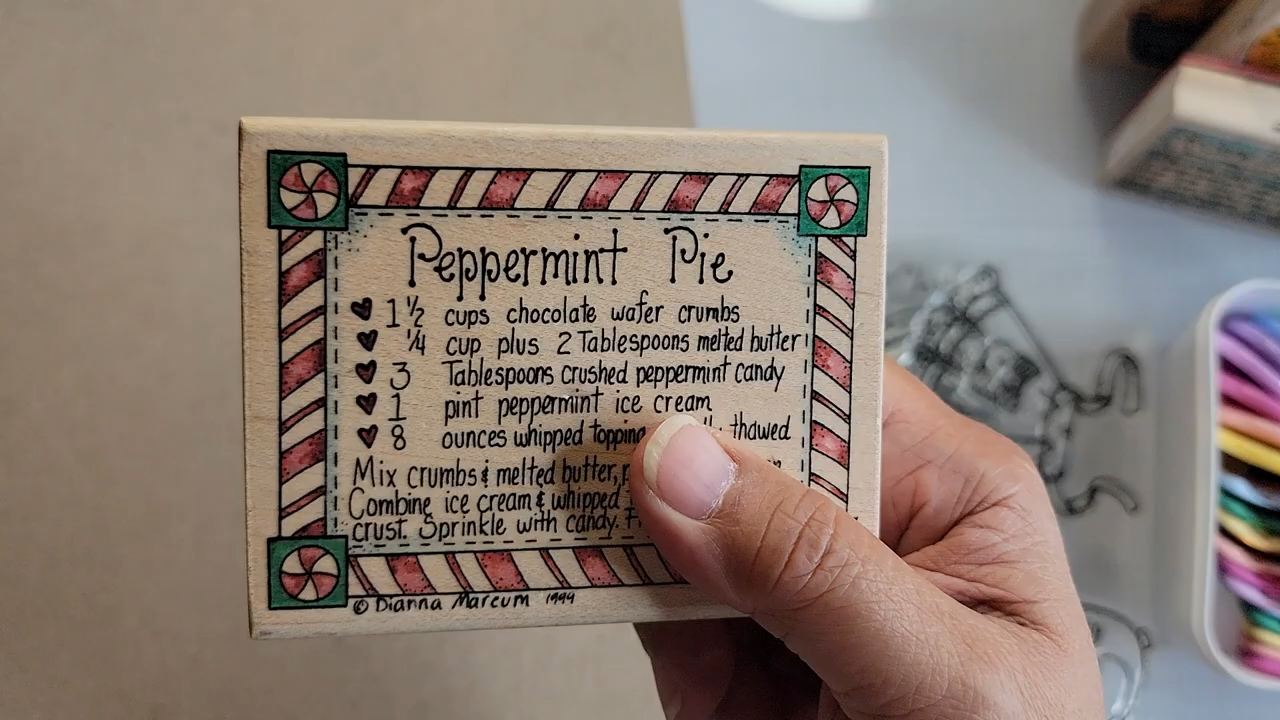 Peppermint Pie
1½ cups chocolate wafer crumbs
¼ cup plus 2 Tablespoons melted butter
3 Tablespoons crushed peppermint candy
1 pint peppermint ice cream
8 ounces whipped topping thawed
Mix crumbs & melted butter,
Combine ice cream & whipped
crust. Sprinkle with candy.
© Dianna Marcum 1994